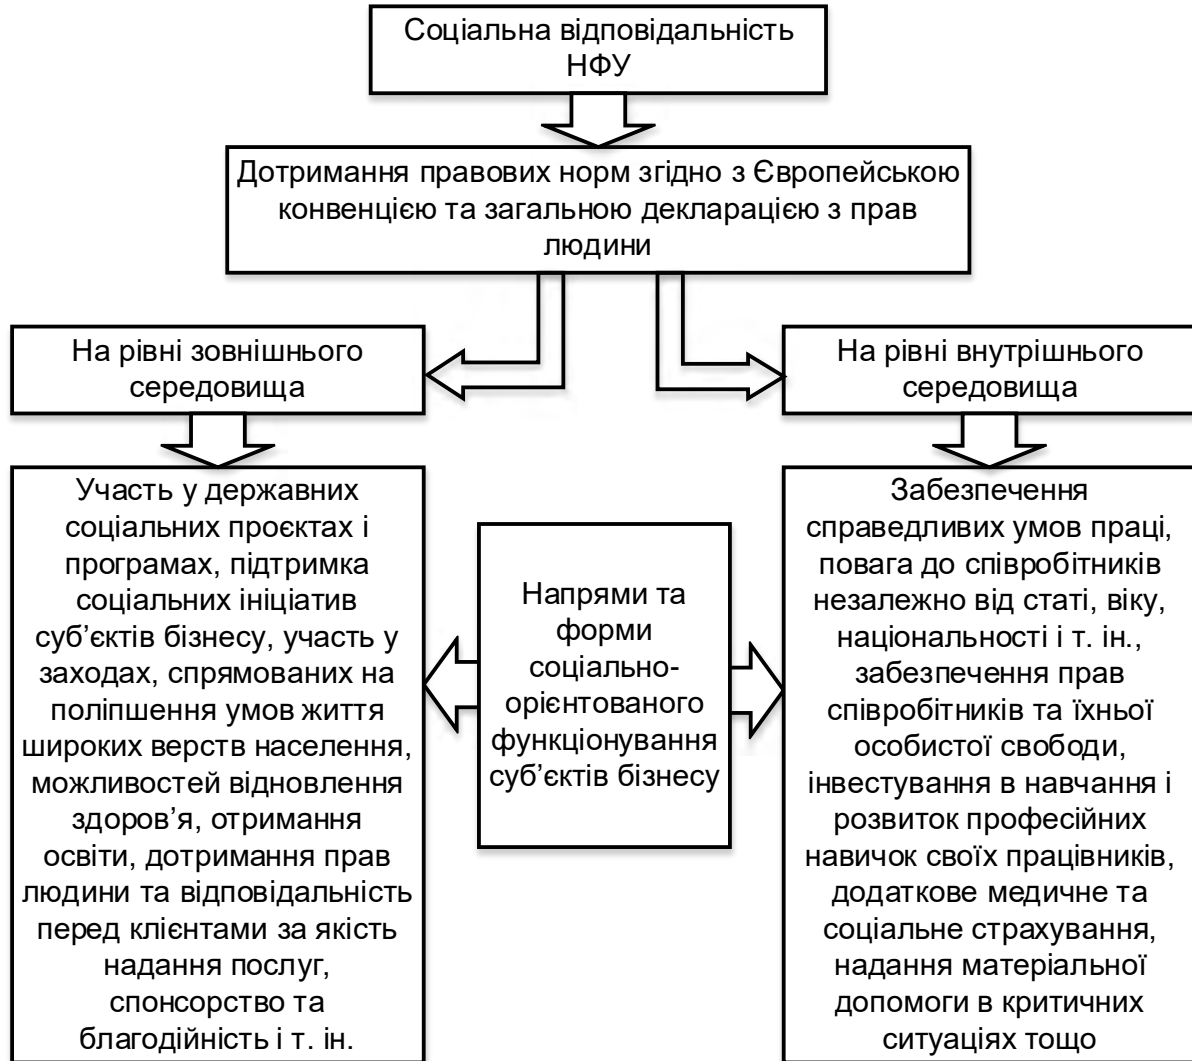 Соціальна відповідальність
НФУ
Дотримання правових норм згідно з Європейською
конвенцією та загальною декларацією з прав
людини
На рівні зовнішнього
середовища
На рівні внутрішнього
середовища
Участь у державних
соціальних проєктах і
програмах, підтримка
соціальних ініціатив
суб’єктів бізнесу, участь у
заходах, спрямованих на
поліпшення умов життя
широких верств населення,
можливостей відновлення
здоров’я, отримання
освіти, дотримання прав
людини та відповідальність
перед клієнтами за якість
надання послуг,
спонсорство та
благодійність і т. ін.
Напрями та
форми
соціально-
орієнтованого
функціонування
суб’єктів бізнесу
Забезпечення
справедливих умов праці,
повага до співробітників
незалежно від статі, віку,
національності і т. ін.,
забезпечення прав
співробітників та їхньої
особистої свободи,
інвестування в навчання і
розвиток професійних
навичок своїх працівників,
додаткове медичне та
соціальне страхування,
надання матеріальної
допомоги в критичних
ситуаціях тощо